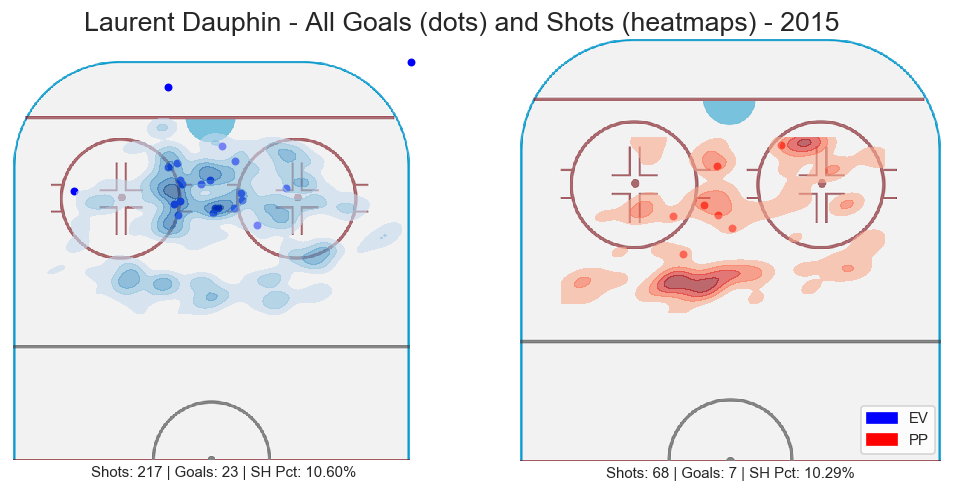 Laurent Dauphin - All Goals (dots) and Shots (heatmaps) - 2015
EV
PP
Shots: 217 | Goals: 23 | SH Pct: 10.60%
Shots: 68 | Goals: 7 | SH Pct: 10.29%